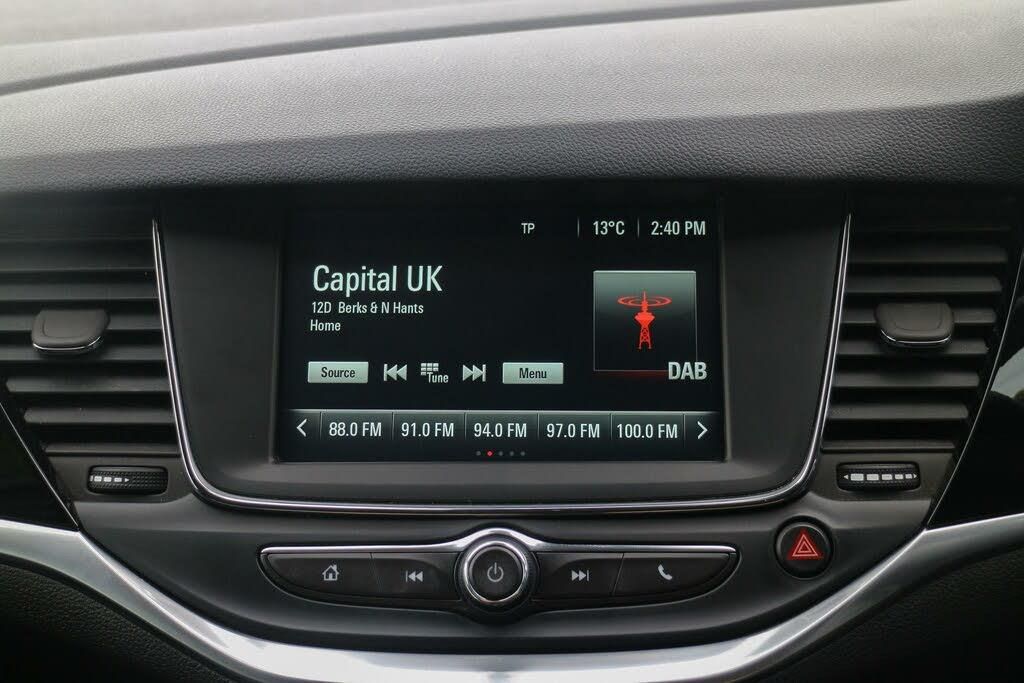 TP 13°C 2:40 PM
Capital UK
12D Berks & N Hants
Home
Source Tune Menu
DAB
88.0 FM 91.0 FM 94.0 FM 97.0 FM 100.0 FM